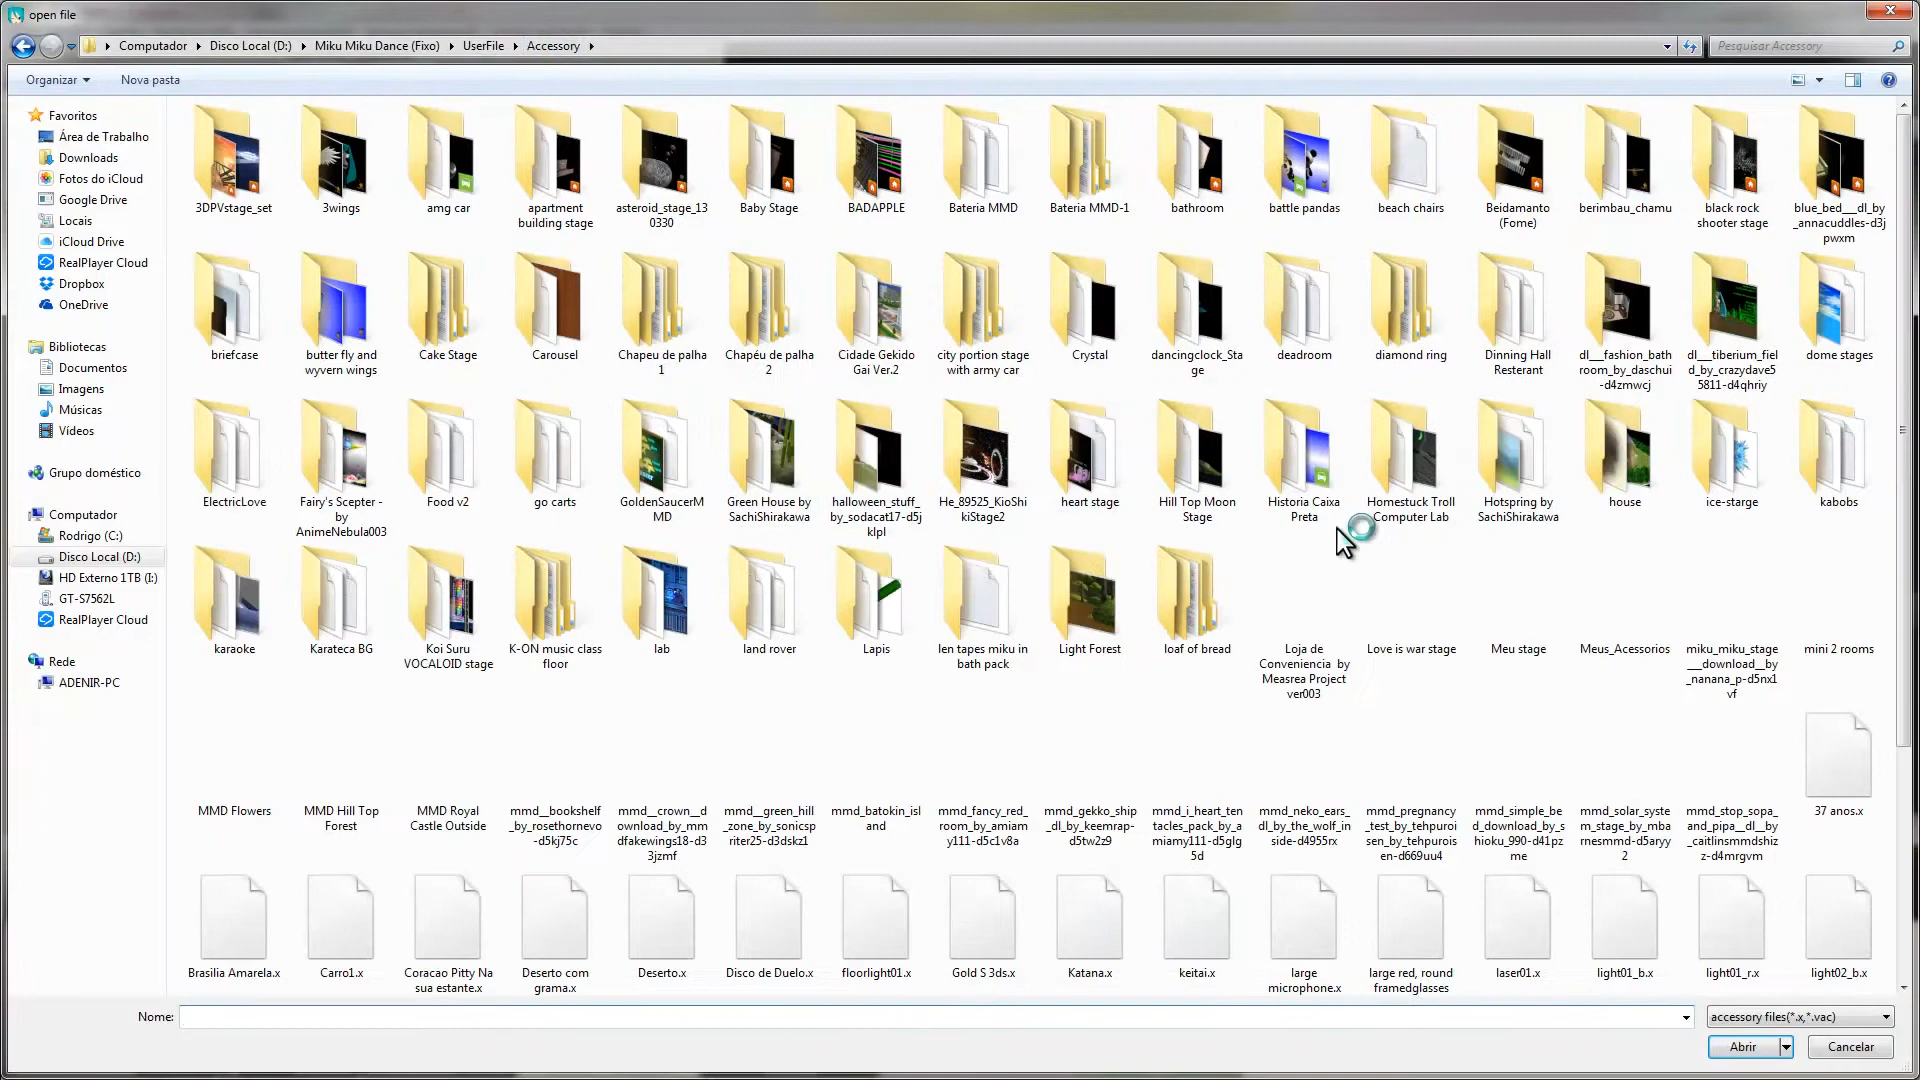 open file
Computador
Disco Local (D:)
Miku Miku Dance (Fixo)
UserFile
Accessory
Pesquisar Accessory
Organizar
Nova pasta
Favoritos
Área de Trabalho
Downloads
Fotos do iCloud
Google Drive
Locais
iCloud Drive
RealPlayer Cloud
Dropbox
OneDrive
Bibliotecas
Documentos
Imagens
Músicas
Vídeos
Grupo doméstico
Computador
Rodrigo (C:)
Disco Local (D:)
HD Externo 1TB (I:)
GT-S7562L
RealPlayer Cloud
Rede
ADENIR-PC
3DPVstage_set
3wings
amg car
apartment
building stage
asteroid_stage_13
0330
Baby Stage
BADAPPLE
Bateria MMD
Bateria MMD-1
bathroom
battle pandas
beach chairs
Beidamanto
(Fome)
berimbau_chamu
black rock
shooter stage
blue_bed___dl_by
_annacuddles-d3j
pwxm
briefcase
butter fly and
wyvern wings
Cake Stage
Carousel
Chapeu de palha
1
Chapéu de palha
2
Cidade Gekido
Gai Ver.2
city portion stage
with army car
Crystal
dancingclock_Sta
ge
deadroom
diamond ring
Dinning Hall
Resterant
dl___fashion_bath
room_by_daschui
-d4zmwcj
dl___tiberium_fiel
d_by_crazydave5
5811-d4qhriy
dome stages
ElectricLove
Fairy's Scepter -
by
AnimeNebula003
Food v2
go carts
GoldenSaucerM
MD
Green House by
SachiShirakawa
halloween_stuff_
by_sodacat17-d5j
klpl
He_89525_KioShi
kiStage2
heart stage
Hill Top Moon
Stage
Historia Caixa
Preta
Homestuck Troll
Computer Lab
Hotspring by
SachiShirakawa
house
ice-starge
kabobs
karaoke
Karateca BG
Koi Suru
VOCALOID stage
K-ON music class
floor
lab
land rover
Lapis
len tapes miku in
bath pack
Light Forest
loaf of bread
Loja de
Conveniencia by
Measrea Project
ver003
Love is war stage
Meu stage
Meus_Acessorios
miku_miku_stage
___download__by
_nanana_p-d5nx1
vf
mini 2 rooms
MMD Flowers
MMD Hill Top
Forest
MMD Royal
Castle Outside
mmd__bookshelf
_by_rosethornevo
-d5kj75c
mmd__crown__d
ownload_by_mm
dfakewings18-d3
3jzmf
mmd__green_hill
_zone_by_sonicsp
riter25-d3dskz1
mmd_batokin_isl
and
mmd_fancy_red_
room_by_amiam
y111-d5c1v8a
mmd_gekko_ship
_dl_by_keemrap-
d5tw2z9
mmd_i_heart_ten
tacles_pack_by_a
miamy111-d5glg
5d
mmd_neko_ears_
dl_by_the_wolf_in
side-d4955rx
mmd_pregnancy
_test_by_tehpuroi
sen_by_tehpurois
en-d669uu4
mmd_simple_be
d_download_by_s
hioku_990-d41pz
me
mmd_solar_syste
m_stage_by_mba
rnesmmd-d5aryy
2
mmd_stop_sopa_
and_pipa__dl__by
_caitlinsmmdshiz
z-d4mrgvm
37 anos.x
Brasilia Amarela.x
Carro1.x
Coracao Pitty Na
sua estante.x
Deserto com
grama.x
Deserto.x
Disco de Duelo.x
floorlight01.x
Gold S 3ds.x
Katana.x
keitai.x
large
microphone.x
large red, round
framedglasses
laser01.x
light01_b.x
light01_r.x
light02_b.x
Nome:
accessory files(*.x,*.vac)
Abrir
Cancelar